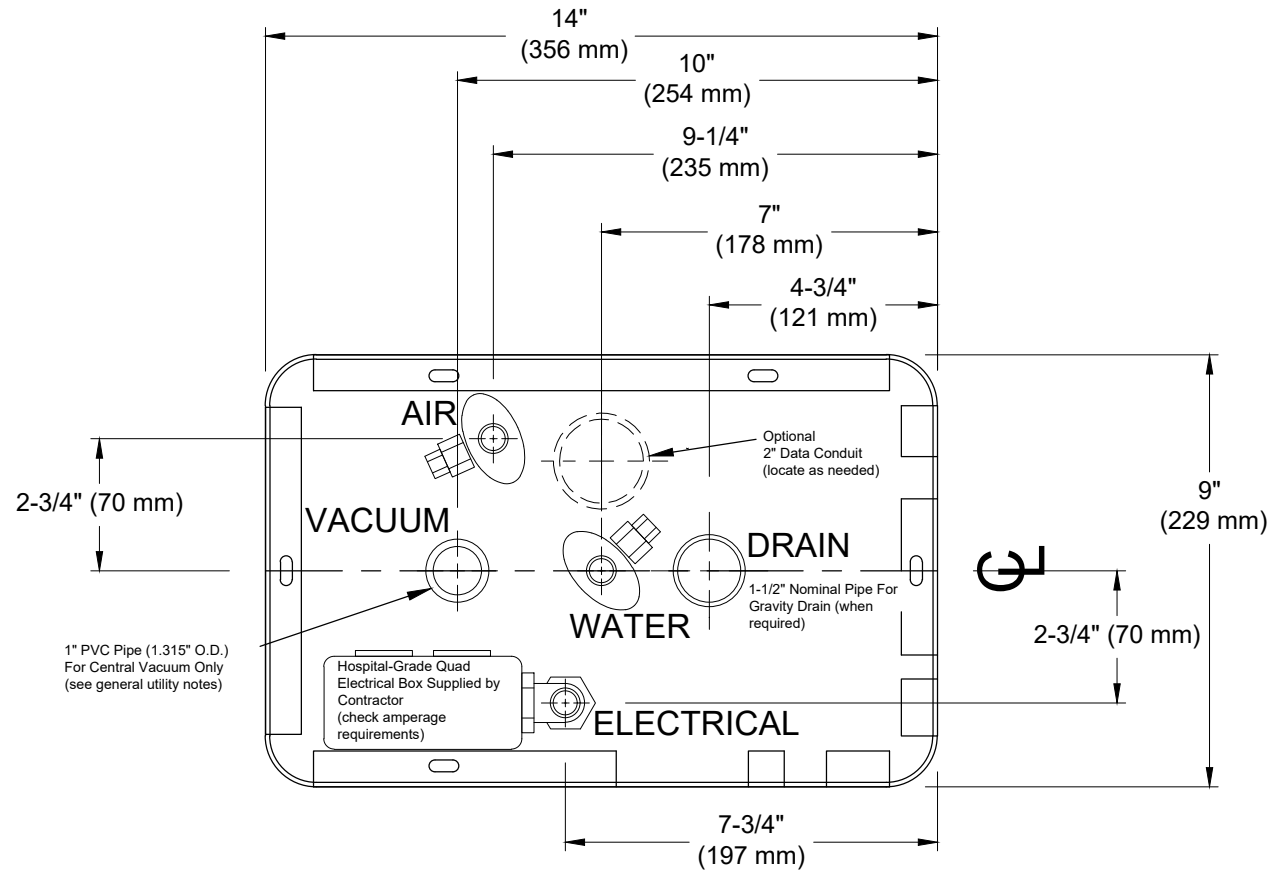 14"
(356 mm)
10"
(254 mm)
9-1/4"
(235 mm)
7"
(178 mm)
4-3/4"
(121 mm)
AIR
Optional
2" Data Conduit
(locate as needed)
2-3/4" (70 mm)
9"
(229 mm)
VACUUM
DRAIN
CL
1-1/2" Nominal Pipe For
Gravity Drain (when
required)
WATER
2-3/4" (70 mm)
1" PVC Pipe (1.315" O.D.)
For Central Vacuum Only
(see general utility notes)
Hospital-Grade Quad
Electrical Box Supplied by
Contractor
(check amperage
requirements)
ELECTRICAL
7-3/4"
(197 mm)